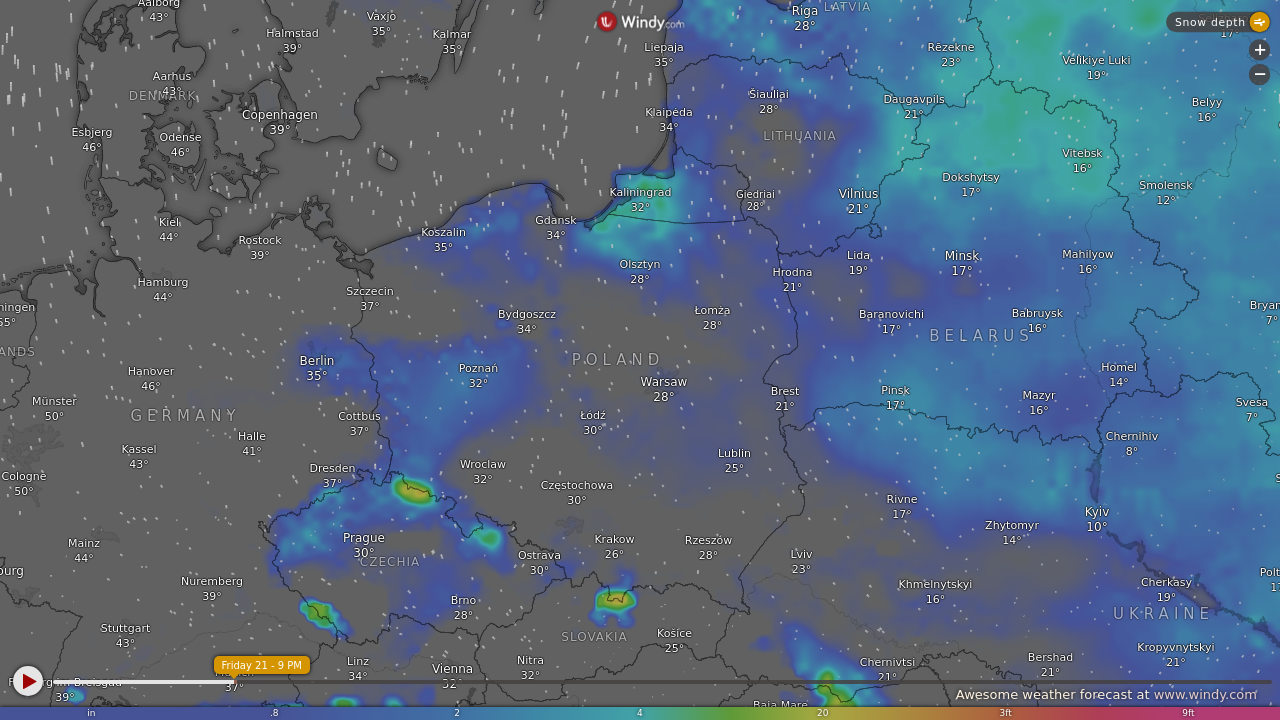 Aalborg
43°
Växjö
35°
Halmstad
39°
Kalmar
35°
Windy.com
Riga
28°
LATVIA
Snow depth
17°
Liepaja
35°
Rēzekne
23°
Velikiye Luki
19°
+
−
Aarhus
43°
DENMARK
Šiauliai
28°
Daugavpils
21°
Belyy
16°
Copenhagen
39°
Klaipėda
34°
Esbjerg
46°
Odense
46°
LITHUANIA
Vitebsk
16°
Dokshytsy
17°
Smolensk
12°
Kaliningrad
32°
Giedriai
28°
Vilnius
21°
Kiel
44°
Koszalin
35°
Gdansk
34°
Rostock
39°
Olsztyn
28°
Lida
19°
Minsk
17°
Mahilyow
16°
Hrodna
21°
Hamburg
44°
Szczecin
37°
Bydgoszcz
34°
Łomża
28°
Baranovichi
17°
Babruysk
16°
7°
BELARUS
POLAND
Berlin
35°
Poznań
32°
Hanover
46°
Warsaw
28°
Brest
21°
Pinsk
17°
Homel
14°
Mazyr
16°
Münster
50°
GERMANY
Cottbus
37°
Łódź
30°
Svesa
7°
Halle
41°
Kassel
43°
Chernihiv
8°
Lublin
25°
Dresden
37°
Wroclaw
32°
Cologne
50°
Częstochowa
30°
Rivne
17°
Kyiv
10°
Zhytomyr
14°
Mainz
44°
Prague
30°
CZECHIA
Ostrava
30°
Krakow
26°
Rzeszów
28°
Lviv
23°
Nuremberg
39°
Khmelnytskyi
16°
Cherkasy
19°
Brno
28°
UKRAINE
Stuttgart
43°
SLOVAKIA
Košice
25°
Kropyvnytskyi
21°
Linz
34°
Vienna
32°
Nitra
32°
Chernivtsi
21°
Bershad
21°
Friday 21 - 9 PM
37°
39°
Baia Mare
Awesome weather forecast at www.windy.com
in .8 2 4 20 3ft 9ft